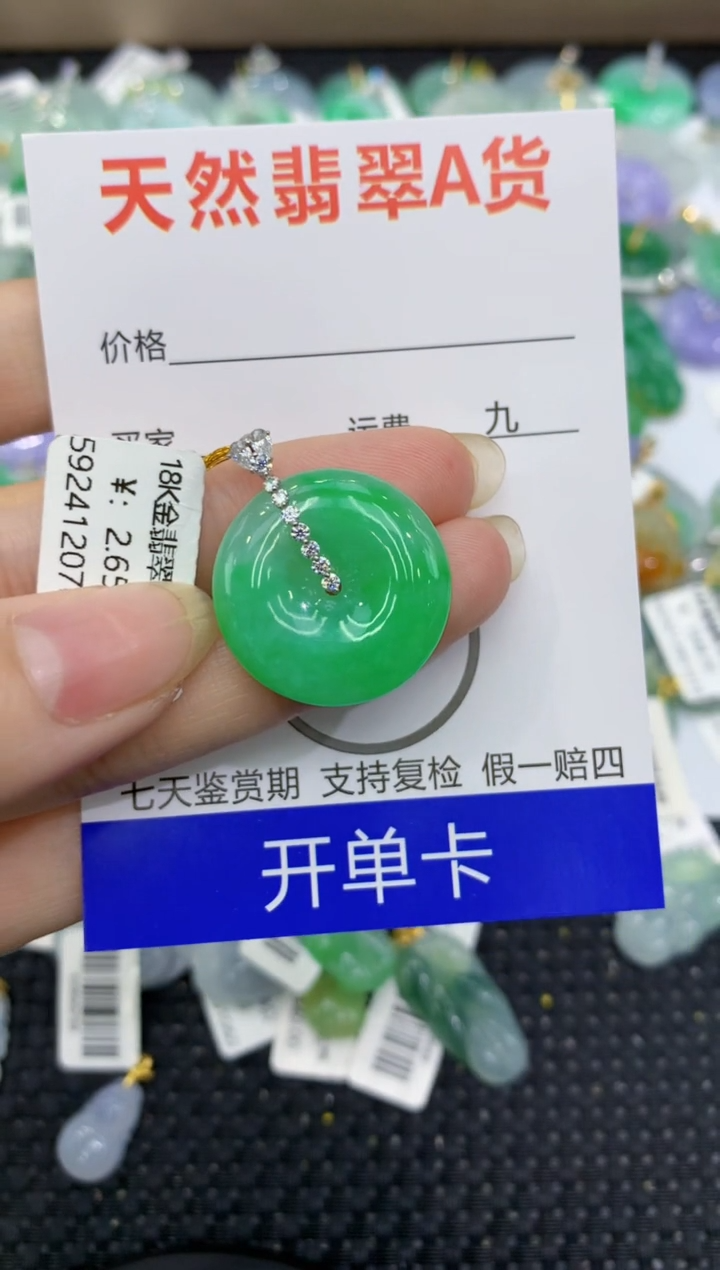 天然翡翠A货
价格
运费 九
18K金翡翠
¥: 2.65
59241207
七天鉴赏期 支持复检 假一赔四
开单卡